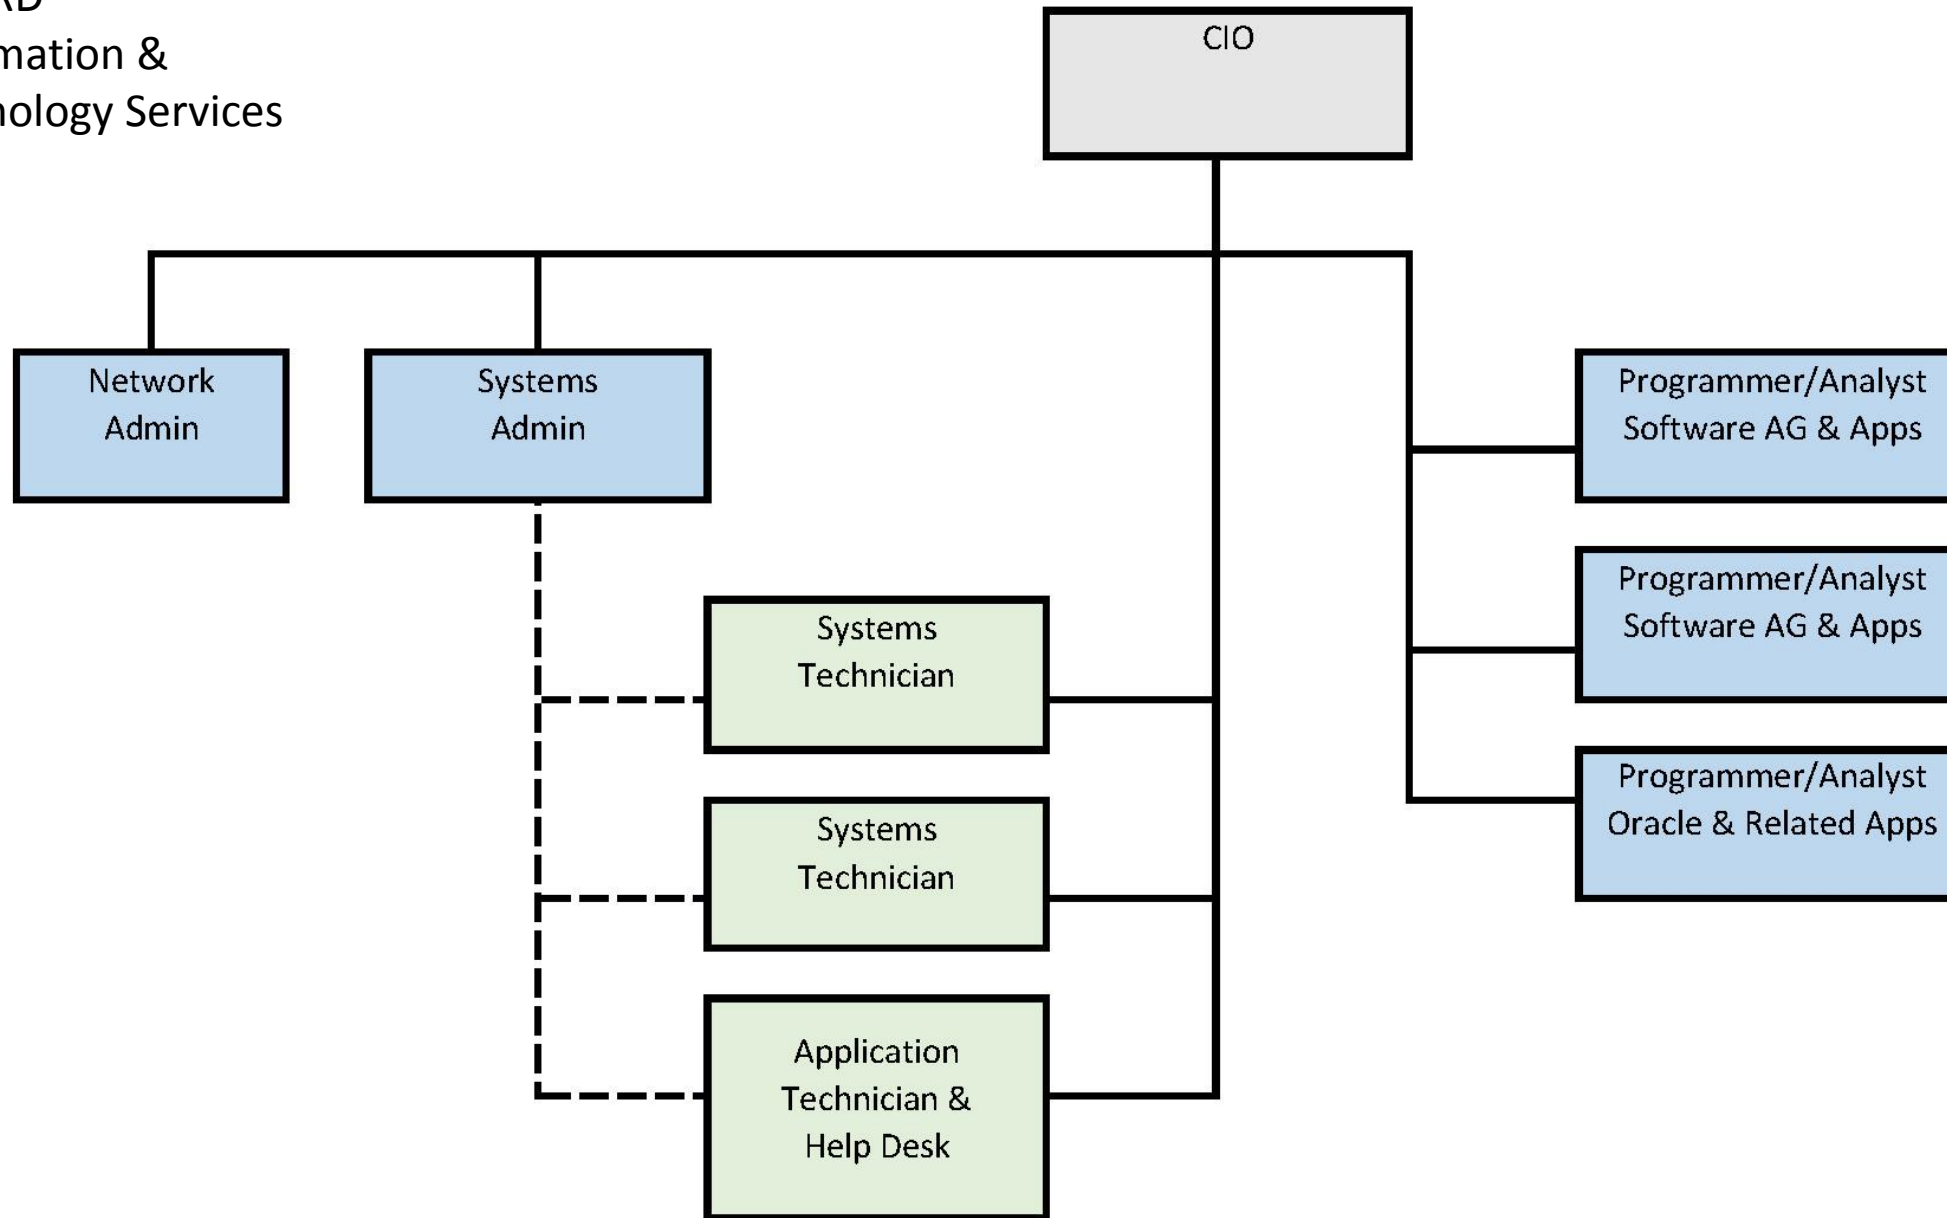 RD
mation &
nology Services
CIO
Network
Admin
Systems
Admin
Programmer/Analyst
Software AG & Apps
Programmer/Analyst
Software AG & Apps
Programmer/Analyst
Oracle & Related Apps
Systems
Technician
Systems
Technician
Application
Technician &
Help Desk